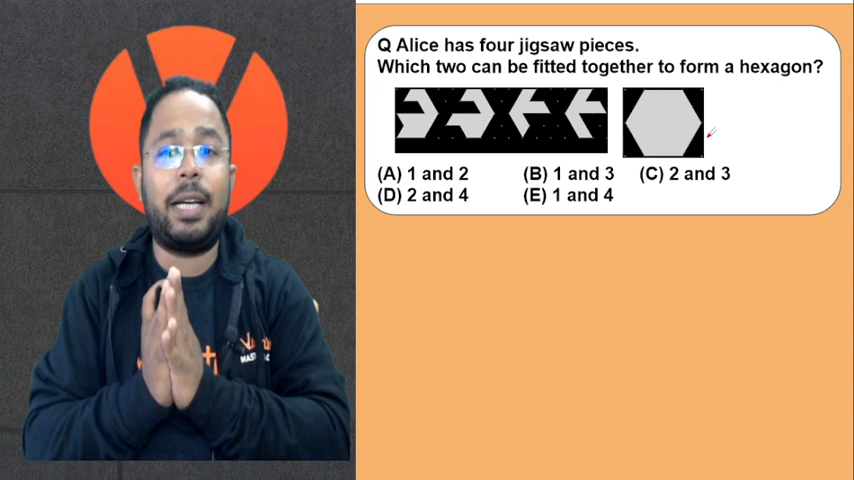 Q Alice has four jigsaw pieces.
Which two can be fitted together to form a hexagon?
(A) 1 and 2 (B) 1 and 3 (C) 2 and 3
(D) 2 and 4 (E) 1 and 4